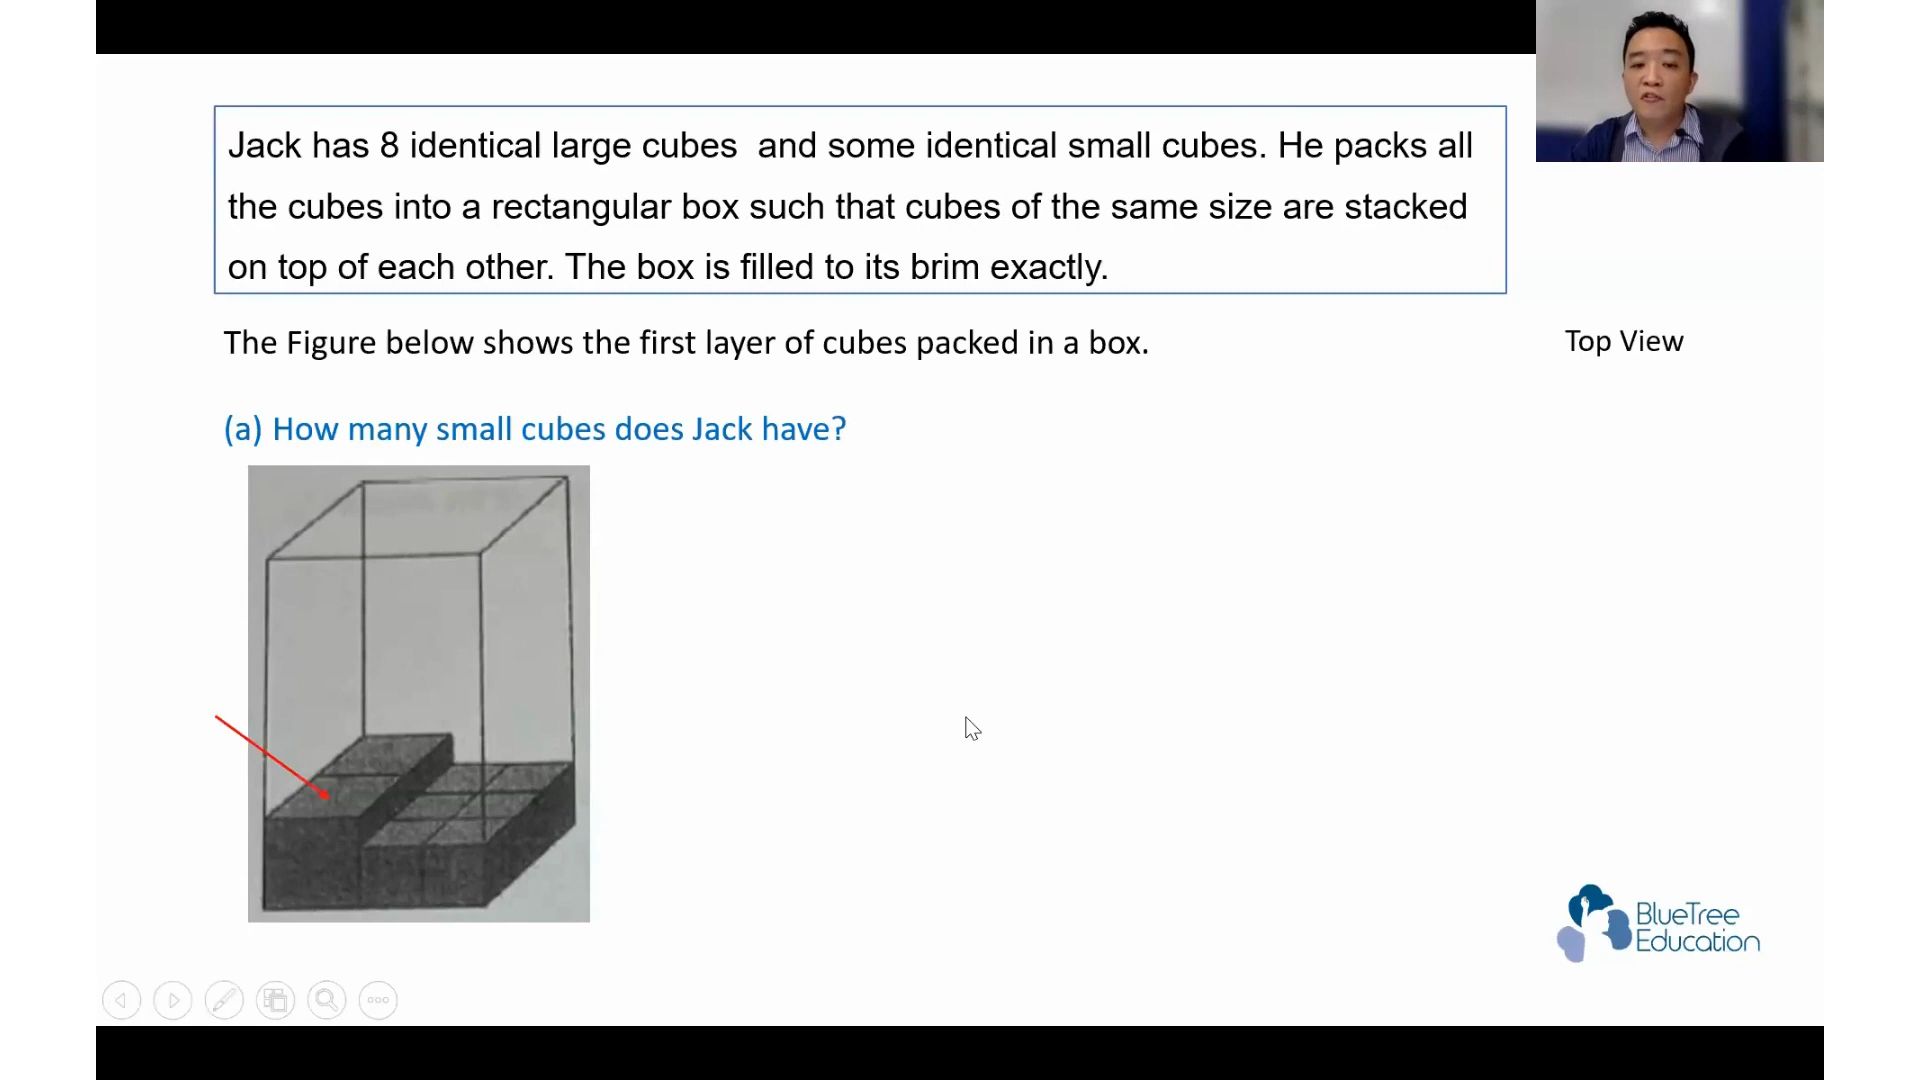 Jack has 8 identical large cubes and some identical small cubes. He packs all
the cubes into a rectangular box such that cubes of the same size are stacked
on top of each other. The box is filled to its brim exactly.
The Figure below shows the first layer of cubes packed in a box.
Top View
(a) How many small cubes does Jack have?
BlueTree
Education